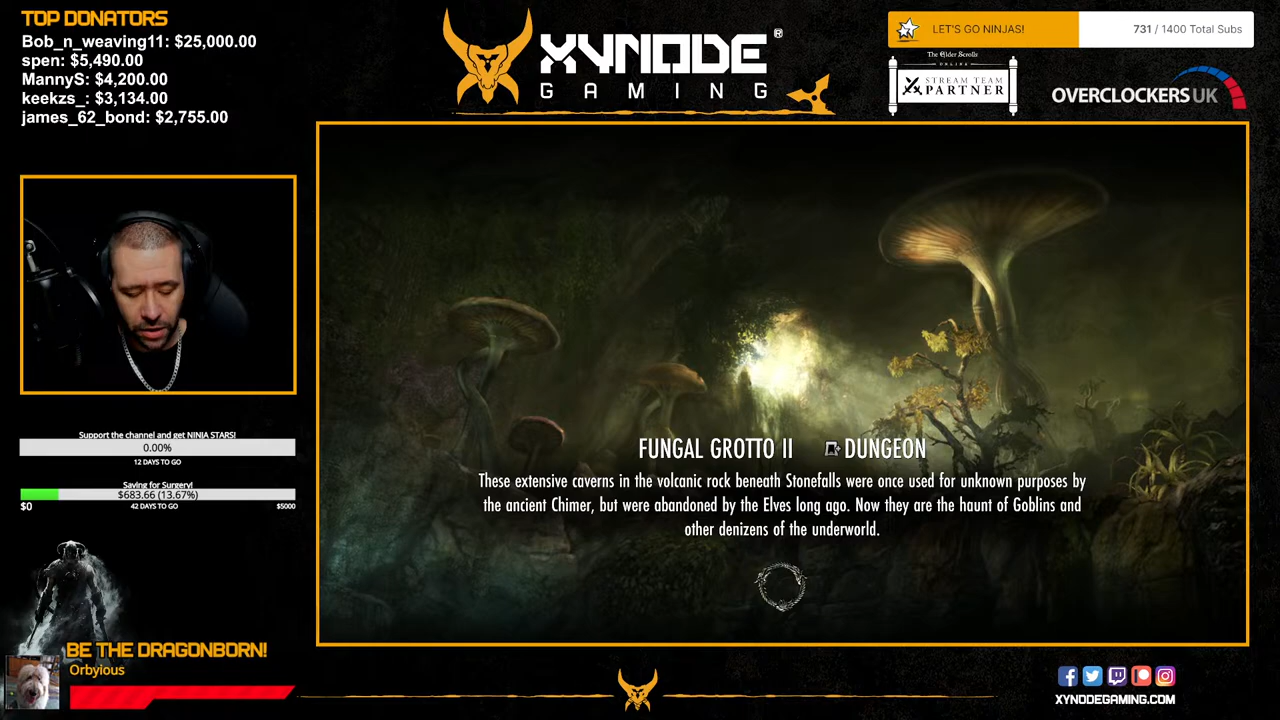 TOP DONATORS
Bob_n_weaving11: $25,000.00
spen: $5,490.00
MannyS: $4,200.00
keekzs_: $3,134.00
james_62_bond: $2,755.00
XYNODE®
GAMING
LET'S GO NINJAS!
731 / 1400 Total Subs
The Elder Scrolls
ONLINE
STREAM TEAM
PARTNER
OVERCLOCKERS UK
Support the channel and get NINJA STARS!
0.00%
12 DAYS TO GO
Saving for Surgery!
$683.66 (13.67%)
$0
42 DAYS TO GO
$5000
FUNGAL GROTTO II DUNGEON
These extensive caverns in the volcanic rock beneath Stonefalls were once used for unknown purposes by
the ancient Chimer, but were abandoned by the Elves long ago. Now they are the haunt of Goblins and
other denizens of the underworld.
BE THE DRAGONBORN!
Orbyious
XYNODEGAMING.COM